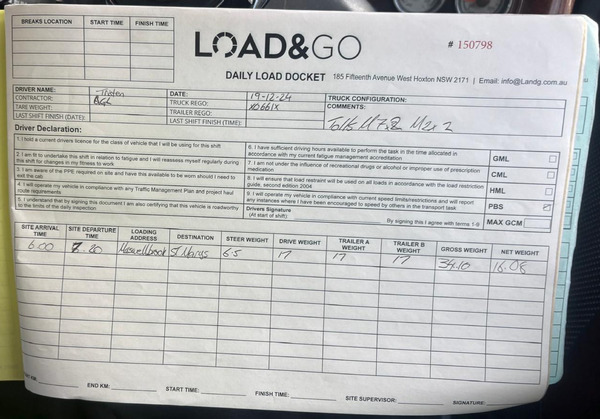 BREAKS LOCATION START TIME FINISH TIME
LOAD&GO
# 150798
DAILY LOAD DOCKET 185 Fifteenth Avenue West Hoxton NSW 2171 | Email: info@Landg.com.au
DRIVER NAME: DATE: 19-12-24 TRUCK CONFIGURATION:
CONTRACTOR: AGL TRUCK REGO: XO66IX COMMENTS:
TARE WEIGHT: TRAILER REGO:
LAST SHIFT FINISH (DATE): LAST SHIFT FINISH (TIME):
Driver Declaration:
1. I hold a current drivers licence for the class of vehicle that I will be using for this shift
2. I am fit to undertake this shift in relation to fatigue and I will reassess myself regularly during
this shift for changes in my fitness to work
3. I am aware of the PPE required on site and have this available to be worn should I need to
exit the cab
4. I will operate my vehicle in compliance with any Traffic Management Plan and project haul
route requirements
5. I understand that by signing this document I am also certifying that this vehicle is roadworthy
to the limits of the daily inspection
6. I have sufficient driving hours available to perform the task in the time allocated in
accordance with my current fatigue management accreditation
7. I am not under the influence of recreational drugs or alcohol or improper use of prescription
medication
8. I will ensure that load restraint will be used on all loads in accordance with the load restriction
guide, second edition 2004
9. I will operate my vehicle in compliance with current speed limits/restrictions and will report
any instances where I have been encouraged to speed by others in the transport task
Drivers Signature
(At start of shift) By signing this I agree with terms 1-9
GML
CML
HML
PBS
MAX GCM
SITE ARRIVAL TIME SITE DEPARTURE TIME LOADING ADDRESS DESTINATION STEER WEIGHT DRIVE WEIGHT TRAILER A WEIGHT TRAILER B WEIGHT GROSS WEIGHT NET WEIGHT
6.00 7.20 St Marys 6.5 17 17 17 34.10 16.08
KM: END KM: START TIME: FINISH TIME: SITE SUPERVISOR: SIGNATURE: